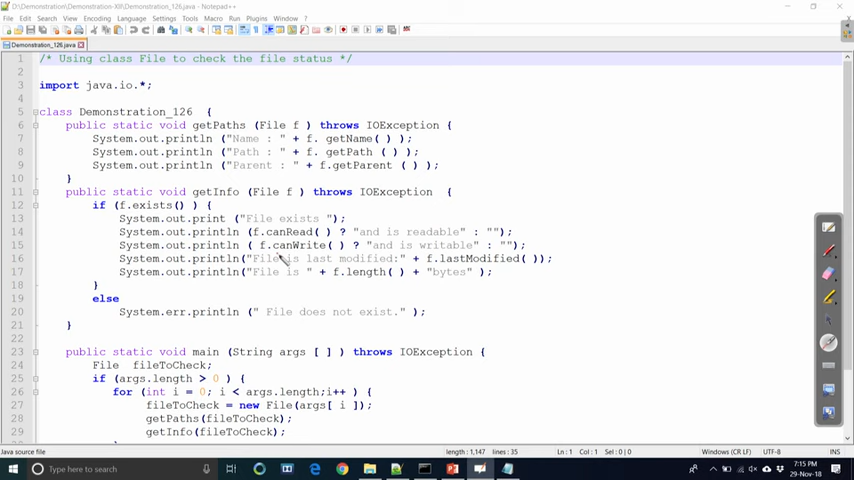 D:\Demonstration\Demonstration-XII\Demonstration_126.java - Notepad++
File Edit Search View Encoding Language Settings Tools Macro Run Plugins Window ?
Demonstration_126.java
1 /* Using class File to check the file status */
2
3 import java.io.*;
4
5 class Demonstration_126 {
6 public static void getPaths (File f ) throws IOException {
7 System.out.println ("Name : " + f. getName( ) );
8 System.out.println ("Path : " + f. getPath ( ) );
9 System.out.println ("Parent : " + f.getParent ( ) );
10 }
11 public static void getInfo (File f ) throws IOException {
12 if (f.exists() ) {
13 System.out.print ("File exists ");
14 System.out.println (f.canRead( ) ? "and is readable" : "");
15 System.out.println ( f.canWrite( ) ? "and is writable" : "");
16 System.out.println("File is last modified:" + f.lastModified( ));
17 System.out.println("File is " + f.length( ) + "bytes" );
18 }
19 else
20 System.err.println (" File does not exist." );
21 }
22
23 public static void main (String args [ ] ) throws IOException {
24 File fileToCheck;
25 if (args.length > 0 ) {
26 for (int i = 0; i < args.length;i++ ) {
27 fileToCheck = new File(args[ i ]);
28 getPaths(fileToCheck);
29 getInfo(fileToCheck);
Java source file length : 1,147 lines : 35 Ln : 1 Col : 1 Sel : 0 | 0 Windows (CR LF) UTF-8 INS
Type here to search
7:15 PM
29-Nov-18